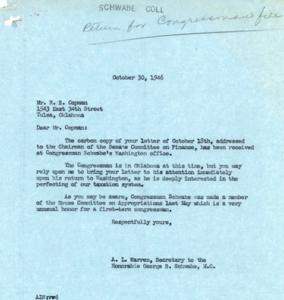 SCHWABE COLL
Return for Congressman's file
October 30, 1946
Mr. E. E. Copman
1543 East 34th Street
Tulsa, Oklahoma
Dear Mr. Copman:
The carbon copy of your letter of October 18th, addressed
to the Chairman of the Senate Committee on Finance, has been received
at Congressman Schwabe's Washington office.
The Congressman is in Oklahoma at this time, but you may
rely upon me to bring your letter to his attention immediately
upon his return to Washington, as he is deeply interested in the
perfecting of our taxation system.
As you may be aware, Congressman Schwabe was made a member
of the House Committee on Appropriations last May which is a very
unusual honor for a first-term congressman.
Respectfully yours,
A. L. Warren, Secretary to the
Honorable George B. Schwabe, M.C.